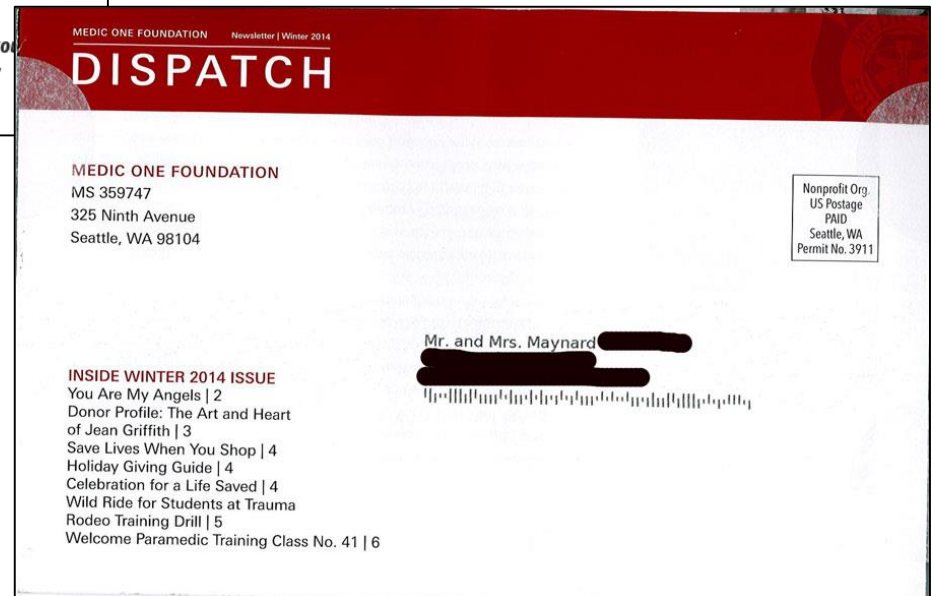 MEDIC ONE FOUNDATION Newsletter | Winter 2014
DISPATCH
MEDIC ONE FOUNDATION
MS 359747
325 Ninth Avenue
Seattle, WA 98104
Nonprofit Org.
US Postage
PAID
Seattle, WA
Permit No. 3911
Mr. and Mrs. Maynard
INSIDE WINTER 2014 ISSUE
You Are My Angels | 2
Donor Profile: The Art and Heart
of Jean Griffith | 3
Save Lives When You Shop | 4
Holiday Giving Guide | 4
Celebration for a Life Saved | 4
Wild Ride for Students at Trauma
Rodeo Training Drill | 5
Welcome Paramedic Training Class No. 41 | 6